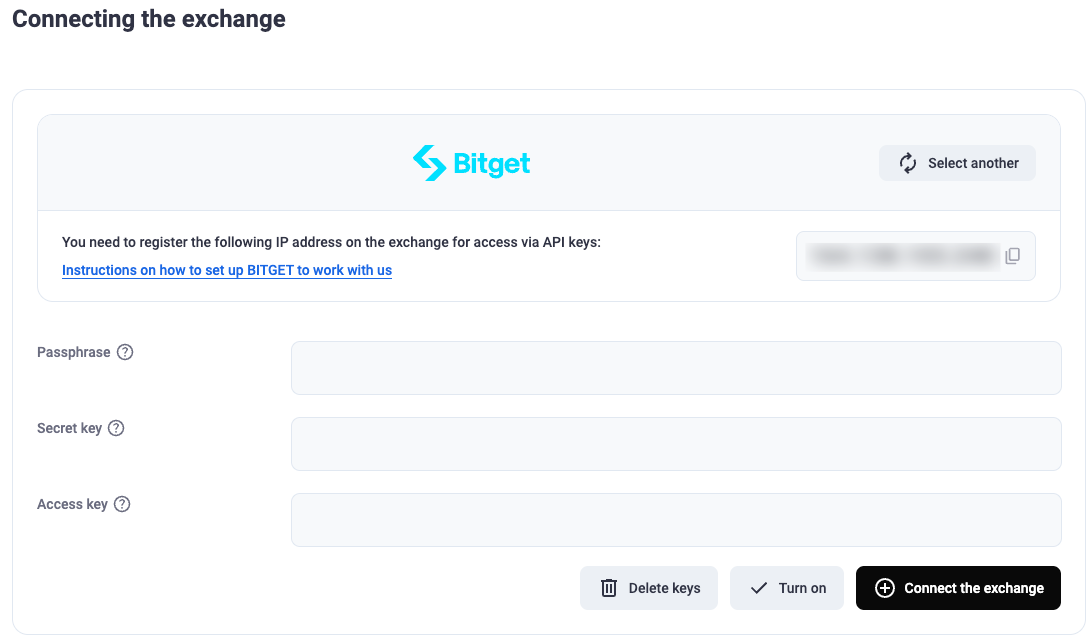 Connecting the exchange
Bitget
Select another
You need to register the following IP address on the exchange for access via API keys:
Instructions on how to set up BITGET to work with us
Passphrase
Secret key
Access key
Delete keys
Turn on
Connect the exchange